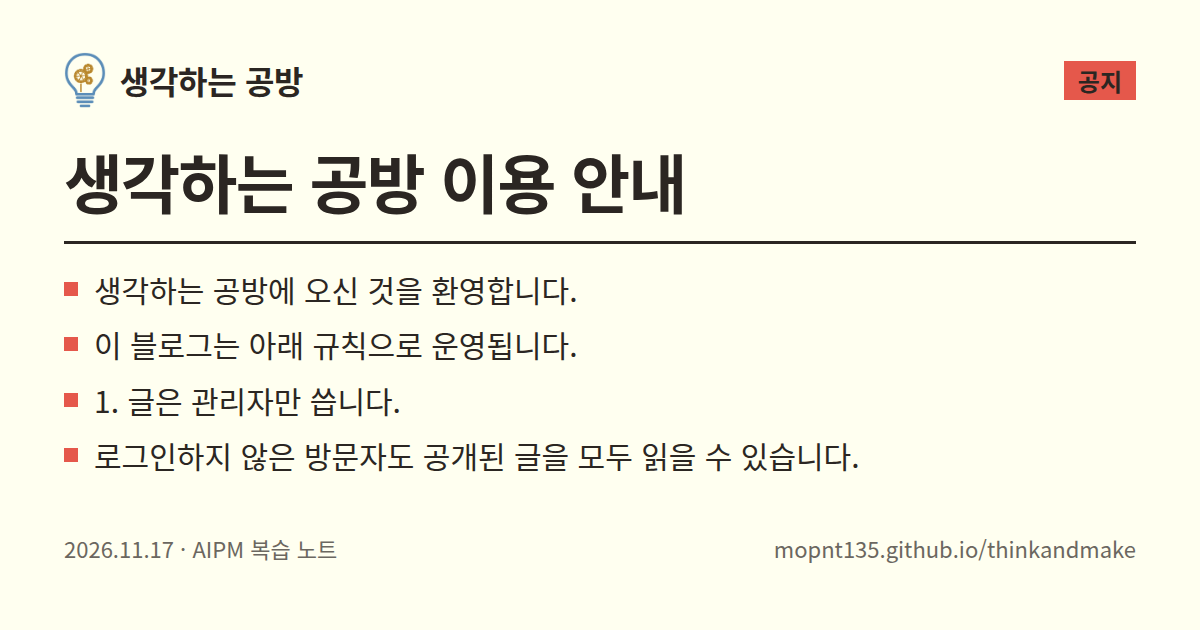 생각하는 공방
공지
생각하는 공방 이용 안내
생각하는 공방에 오신 것을 환영합니다.
이 블로그는 아래 규칙으로 운영됩니다.
1. 글은 관리자만 씁니다.
로그인하지 않은 방문자도 공개된 글을 모두 읽을 수 있습니다.
2026.11.17 · AIPM 복습 노트
mopnt135.github.io/thinkandmake